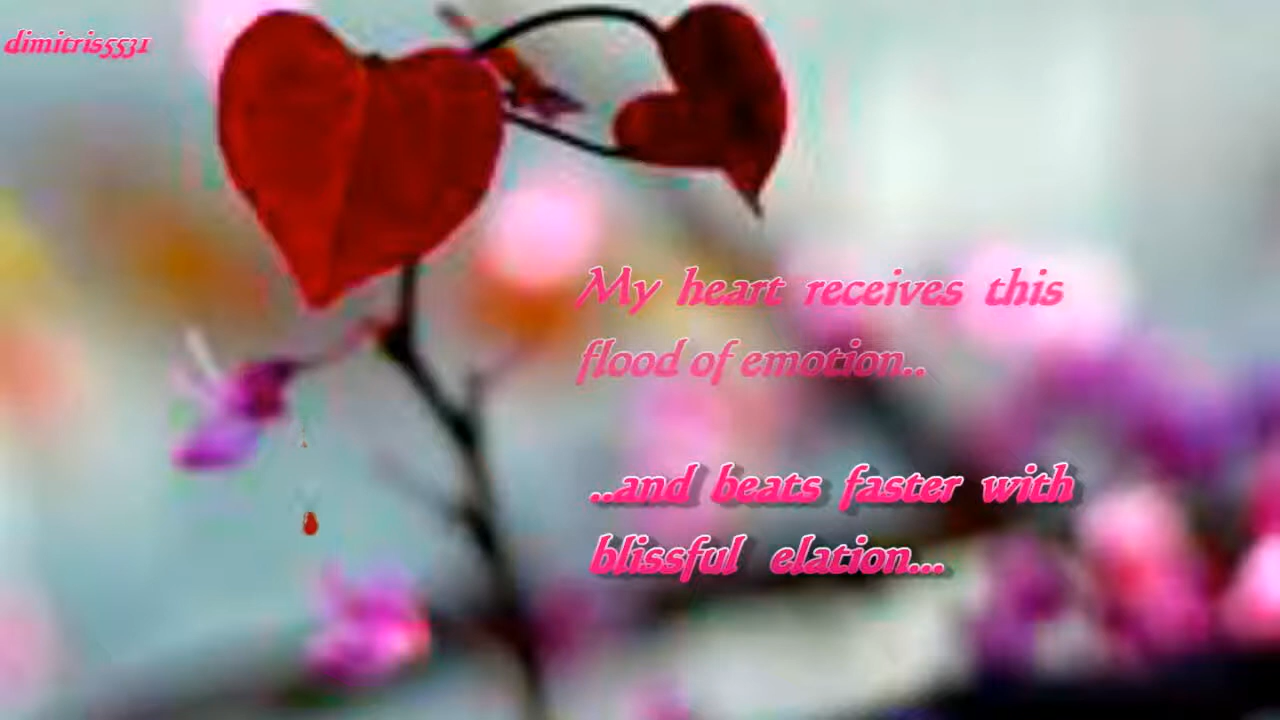 dimitris5531
My heart receives this
flood of emotion..
..and beats faster with
blissful elation...